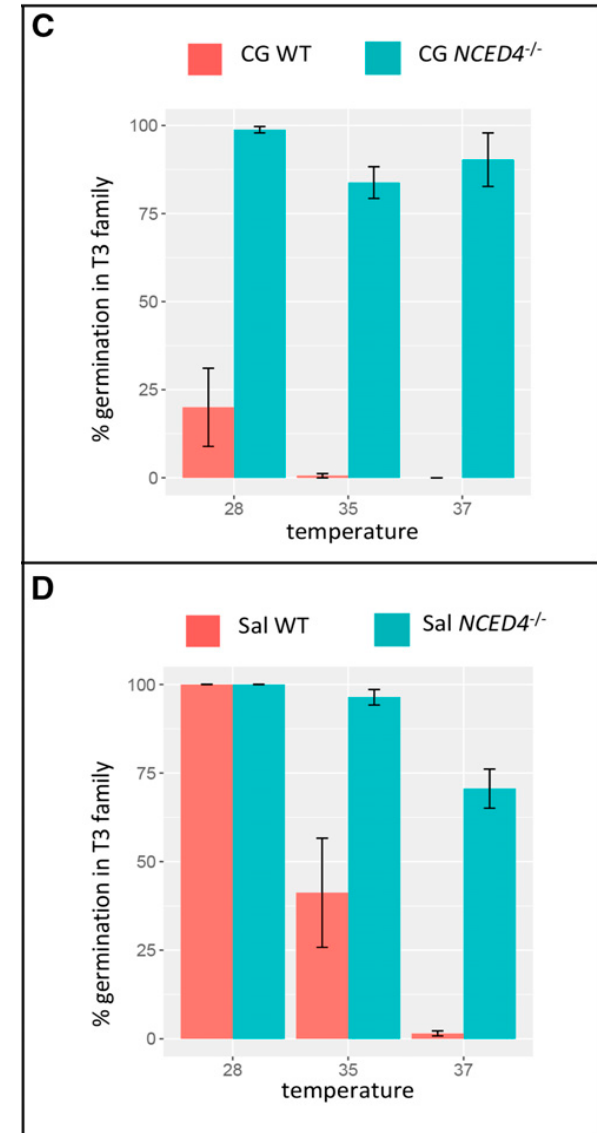 C
CG WT CG NCED4-/-
100
75
50
25
0
% germination in T3 family
28 35 37
temperature
D
Sal WT Sal NCED4-/-
100
75
50
25
0
% germination in T3 family
28 35 37
temperature